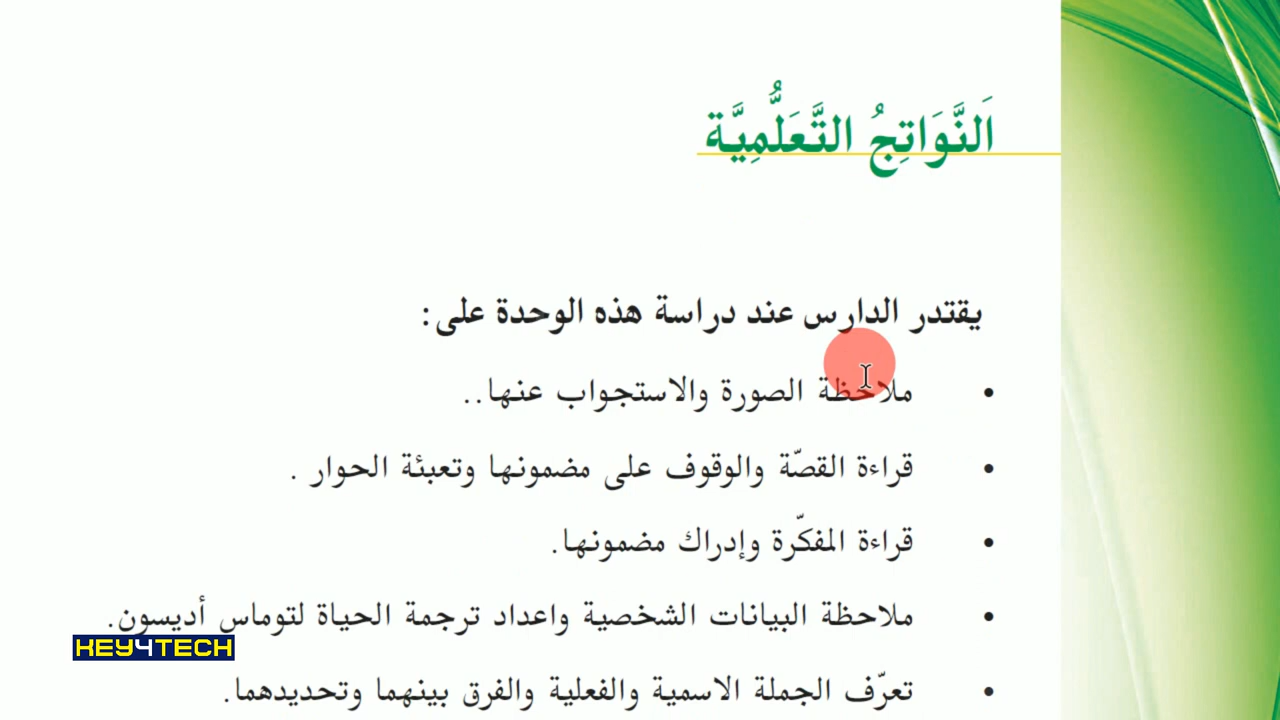 اَلنَّوَاتِجُ التَّعَلُّمِيَّة
يقتدر الدارس عند دراسة هذه الوحدة على:
• ملاحظة الصورة والاستجواب عنها..
• قراءة القصّة والوقوف على مضمونها وتعبئة الحوار .
• قراءة المفكّرة وإدراك مضمونها.
• ملاحظة البيانات الشخصية واعداد ترجمة الحياة لتوماس أديسون.
KEY4TECH
• تعرّف الجملة الاسمية والفعلية والفرق بينهما وتحديدهما.